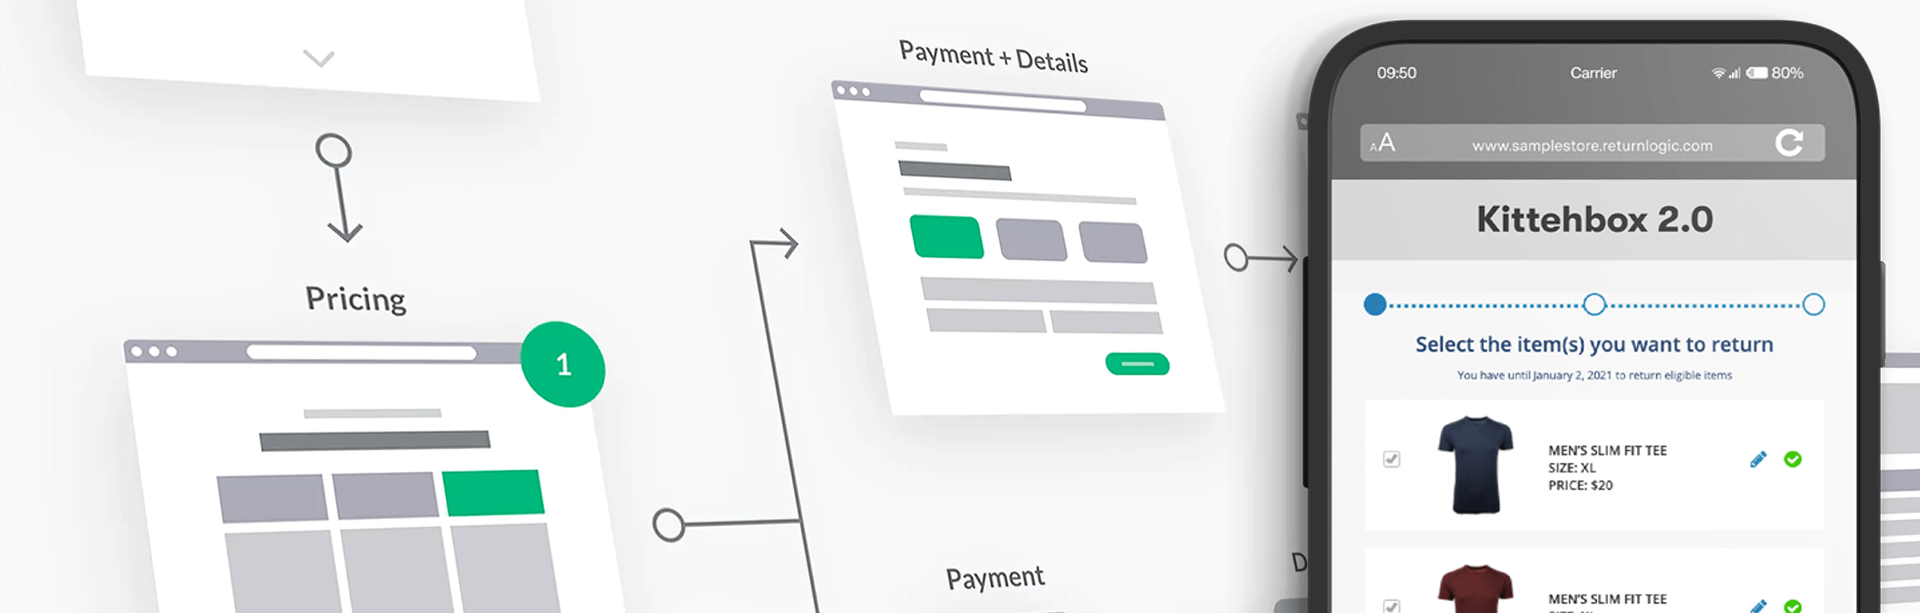 Payment + Details
Pricing
1
Payment
D
09:50
Carrier
80%
AA
www.samplestore.returnlogic.com
Kittehbox 2.0
Select the item(s) you want to return
You have until January 2, 2021 to return eligible items
MEN'S SLIM FIT TEE
SIZE: XL
PRICE: $20
MEN'S SLIM FIT TEE